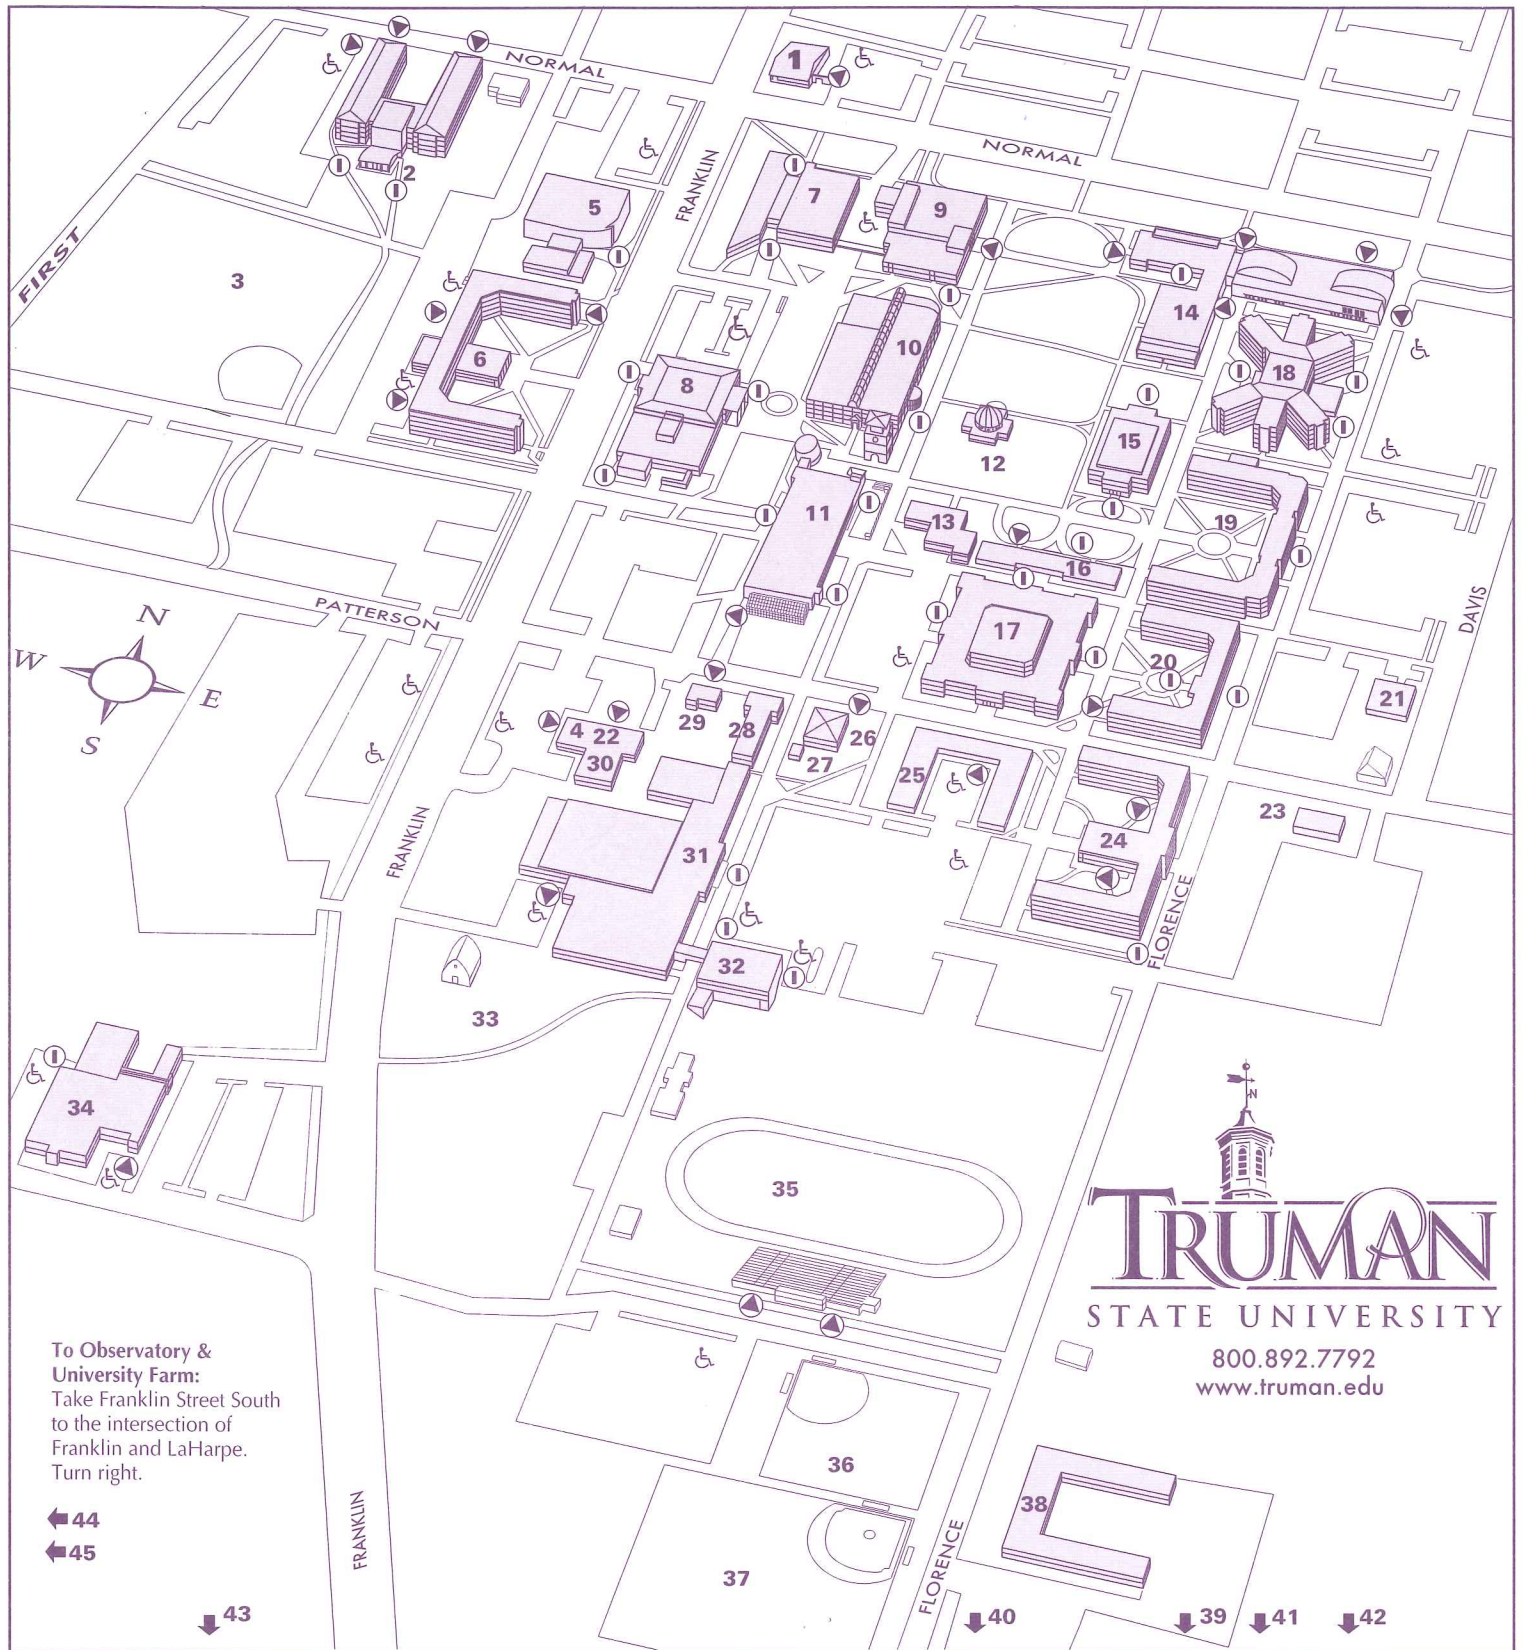 1
NORMAL
NORMAL
FRANKLIN
2
5
7
9
FIRST
3
14
6
8
10
18
15
12
11
13
19
16
DAVIS
PATTERSON
17
20
N
W
E
S
21
29
28
26
4
22
27
30
25
23
FRANKLIN
31
24
32
FLORENCE
33
34
N
35
TRUMAN
STATE UNIVERSITY
800.892.7792
www.truman.edu
To Observatory &
University Farm:
Take Franklin Street South
to the intersection of
Franklin and LaHarpe.
Turn right.
36
38
44
45
FRANKLIN
FLORENCE
37
43
40
39
41
42